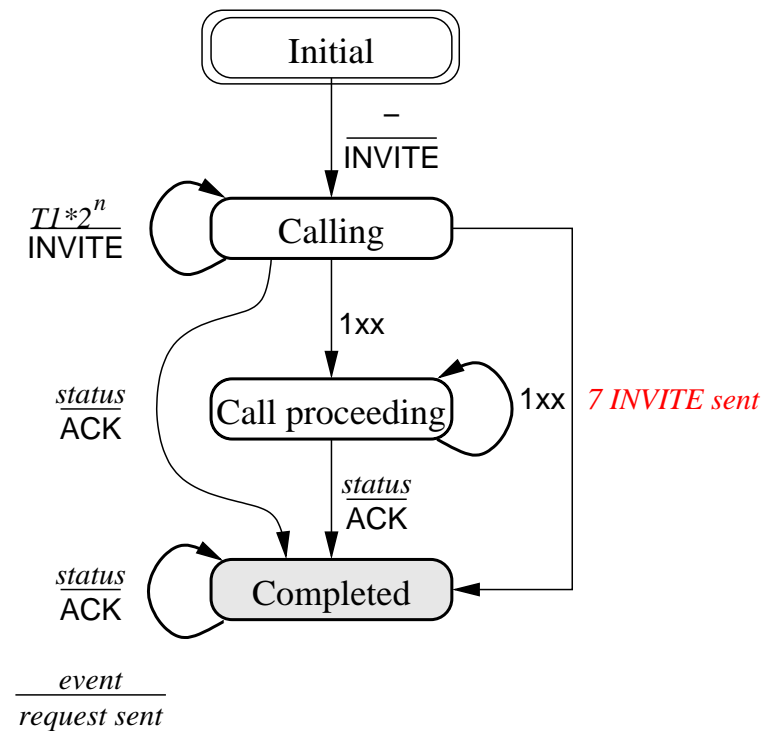 Initial
–
INVITE
T1*2^n
INVITE
Calling
1xx
status
ACK
Call proceeding
1xx
7 INVITE sent
status
ACK
status
ACK
Completed
event
request sent